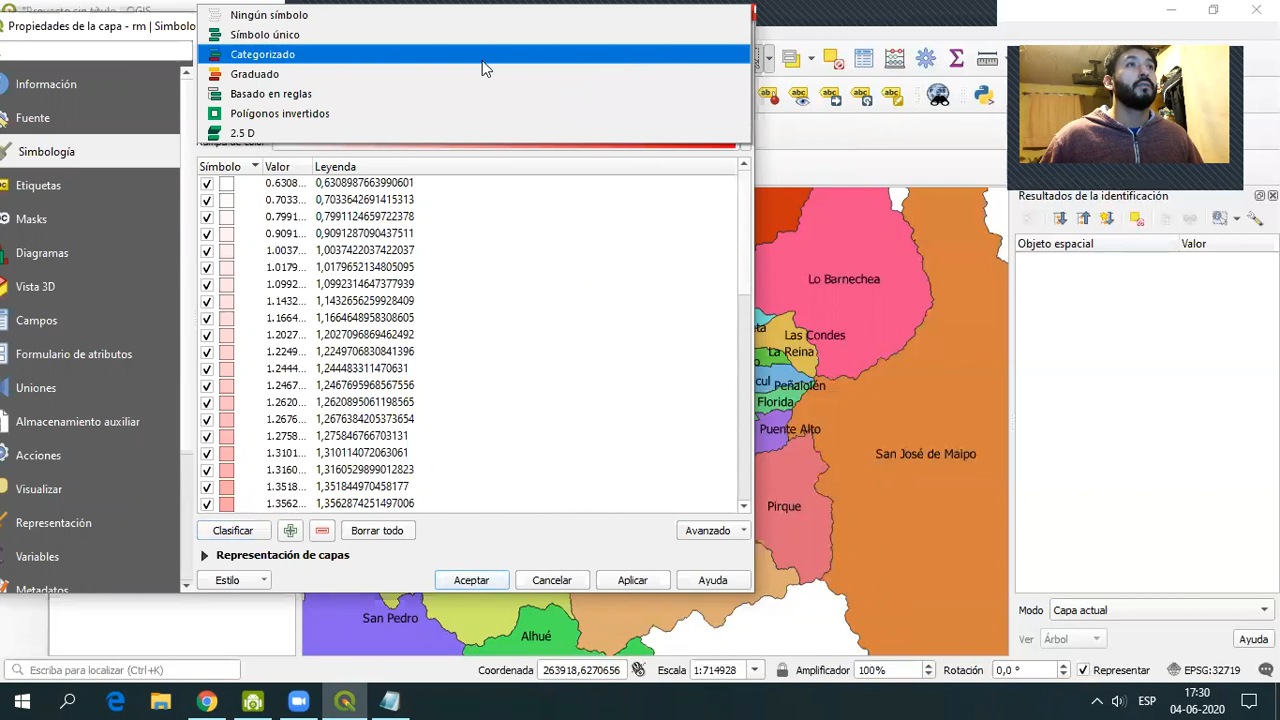 Ningún símbolo
Propiedades de la capa - rm | Simbolo
Símbolo único
Categorizado
Graduado
Basado en reglas
Polígonos invertidos
2.5 D
Información
Fuente
Simbología
Etiquetas
Masks
Diagramas
Vista 3D
Campos
Formulario de atributos
Uniones
Almacenamiento auxiliar
Acciones
Visualizar
Representación
Variables
Metadatos
Símbolo Valor Leyenda
0.6308... 0,6308987663990601
0.7033... 0,7033642691415313
0.7991... 0,79911246597223​78
0.9091... 0,9091287090437511
1.0037... 1,0037422037422037
1.0179... 1,0179652134805095
1.0992... 1,0992314647377939
1.1432... 1,1432656259928409
1.1664... 1,1664648958308605
1.2027... 1,2027096869462492
1.2249... 1,2249706830841396
1.2444... 1,244483311470631
1.2467... 1,2467695968567556
1.2620... 1,2620895061198565
1.2676... 1,2676384205373654
1.2758... 1,275846766703131
1.3101... 1,310114072063061
1.3160... 1,3160529899012823
1.3518... 1,351844970458177
1.3562... 1,3562874251497006
Clasificar
Borrar todo
Avanzado
Representación de capas
Estilo
Aceptar
Cancelar
Aplicar
Ayuda
abc abc abc abc abc
Lo Barnechea
Las Condes
La Reina
Peñalolén
Florida
Puente Alto
San José de Maipo
Pirque
San Pedro
Alhué
Resultados de la identificación
Objeto espacial Valor
Modo Capa actual
Ver Árbol
Ayuda
Escriba para localizar (Ctrl+K)
Coordenada 263918,6270656
Escala 1:714928
Amplificador 100%
Rotación 0,0 °
Representar
EPSG:32719
ESP
17:30
04-06-2020